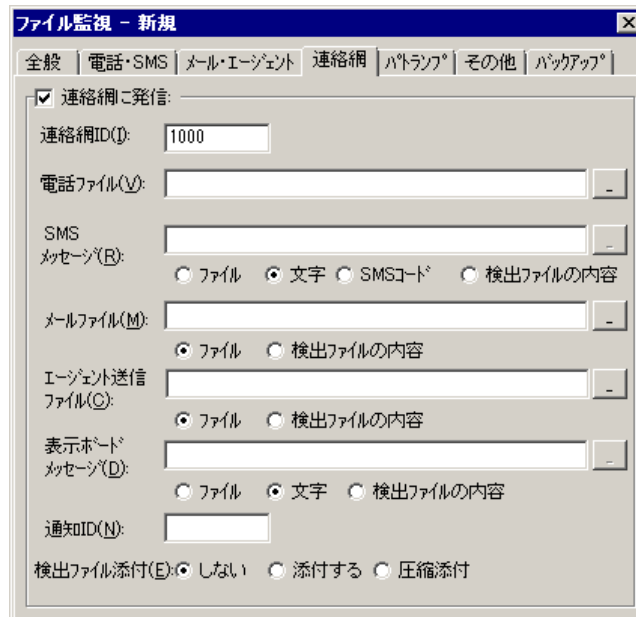 ファイル監視 - 新規
全般 電話・SMS メール・エージェント 連絡網 パトランプ その他 バックアップ
連絡網に発信:
連絡網ID(I): 1000
電話ファイル(V):
SMS
メッセージ(R):
ファイル 文字 SMSコード 検出ファイルの内容
メールファイル(M):
ファイル 検出ファイルの内容
エージェント送信
ファイル(C):
ファイル 検出ファイルの内容
表示ボード
メッセージ(D):
ファイル 文字 検出ファイルの内容
通知ID(N):
検出ファイル添付(E): しない 添付する 圧縮添付